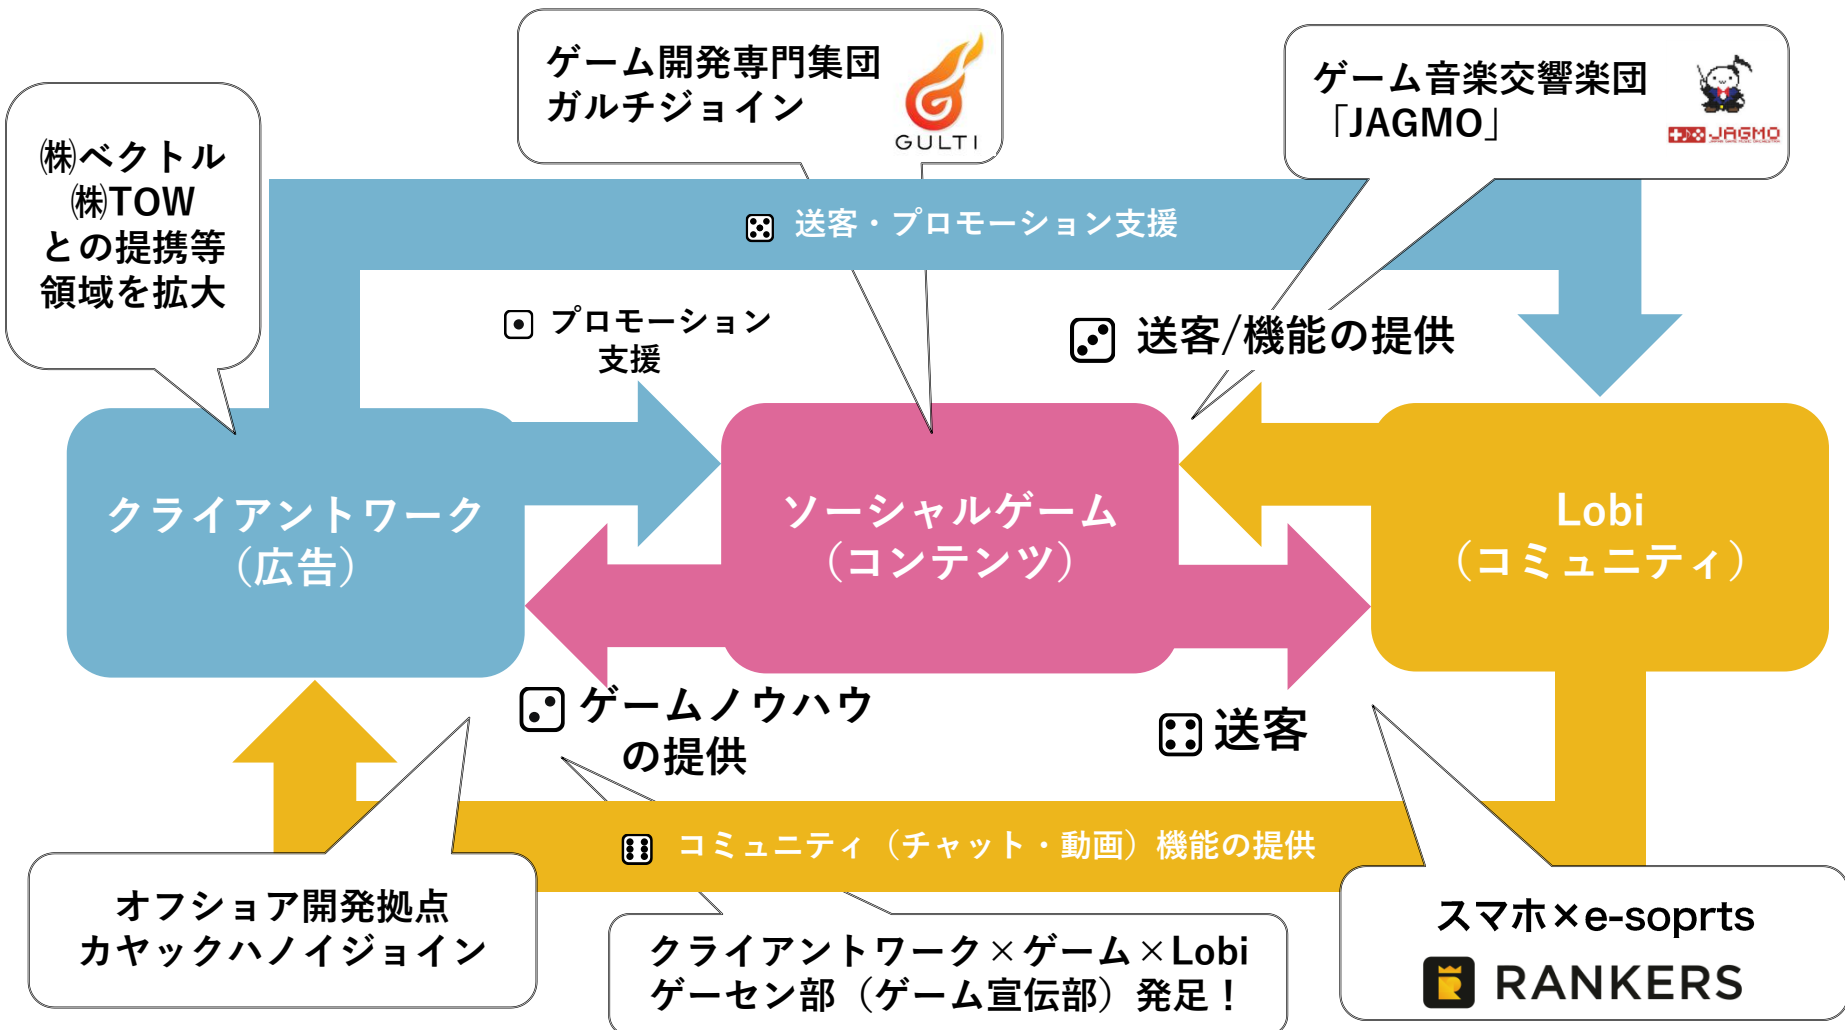 ゲーム開発専門集団
ガルチジョイン
GULTI
ゲーム音楽交響楽団
「JAGMO」
JAGMO
㈱ベクトル
㈱TOW
との提携等
領域を拡大
送客・プロモーション支援
プロモーション
支援
送客/機能の提供
クライアントワーク
（広告）
ソーシャルゲーム
（コンテンツ）
Lobi
（コミュニティ）
ゲームノウハウ
の提供
送客
コミュニティ（チャット・動画）機能の提供
オフショア開発拠点
カヤックハノイジョイン
クライアントワーク×ゲーム×Lobi
ゲーセン部（ゲーム宣伝部）発足！
スマホ×e-soprts
RANKERS